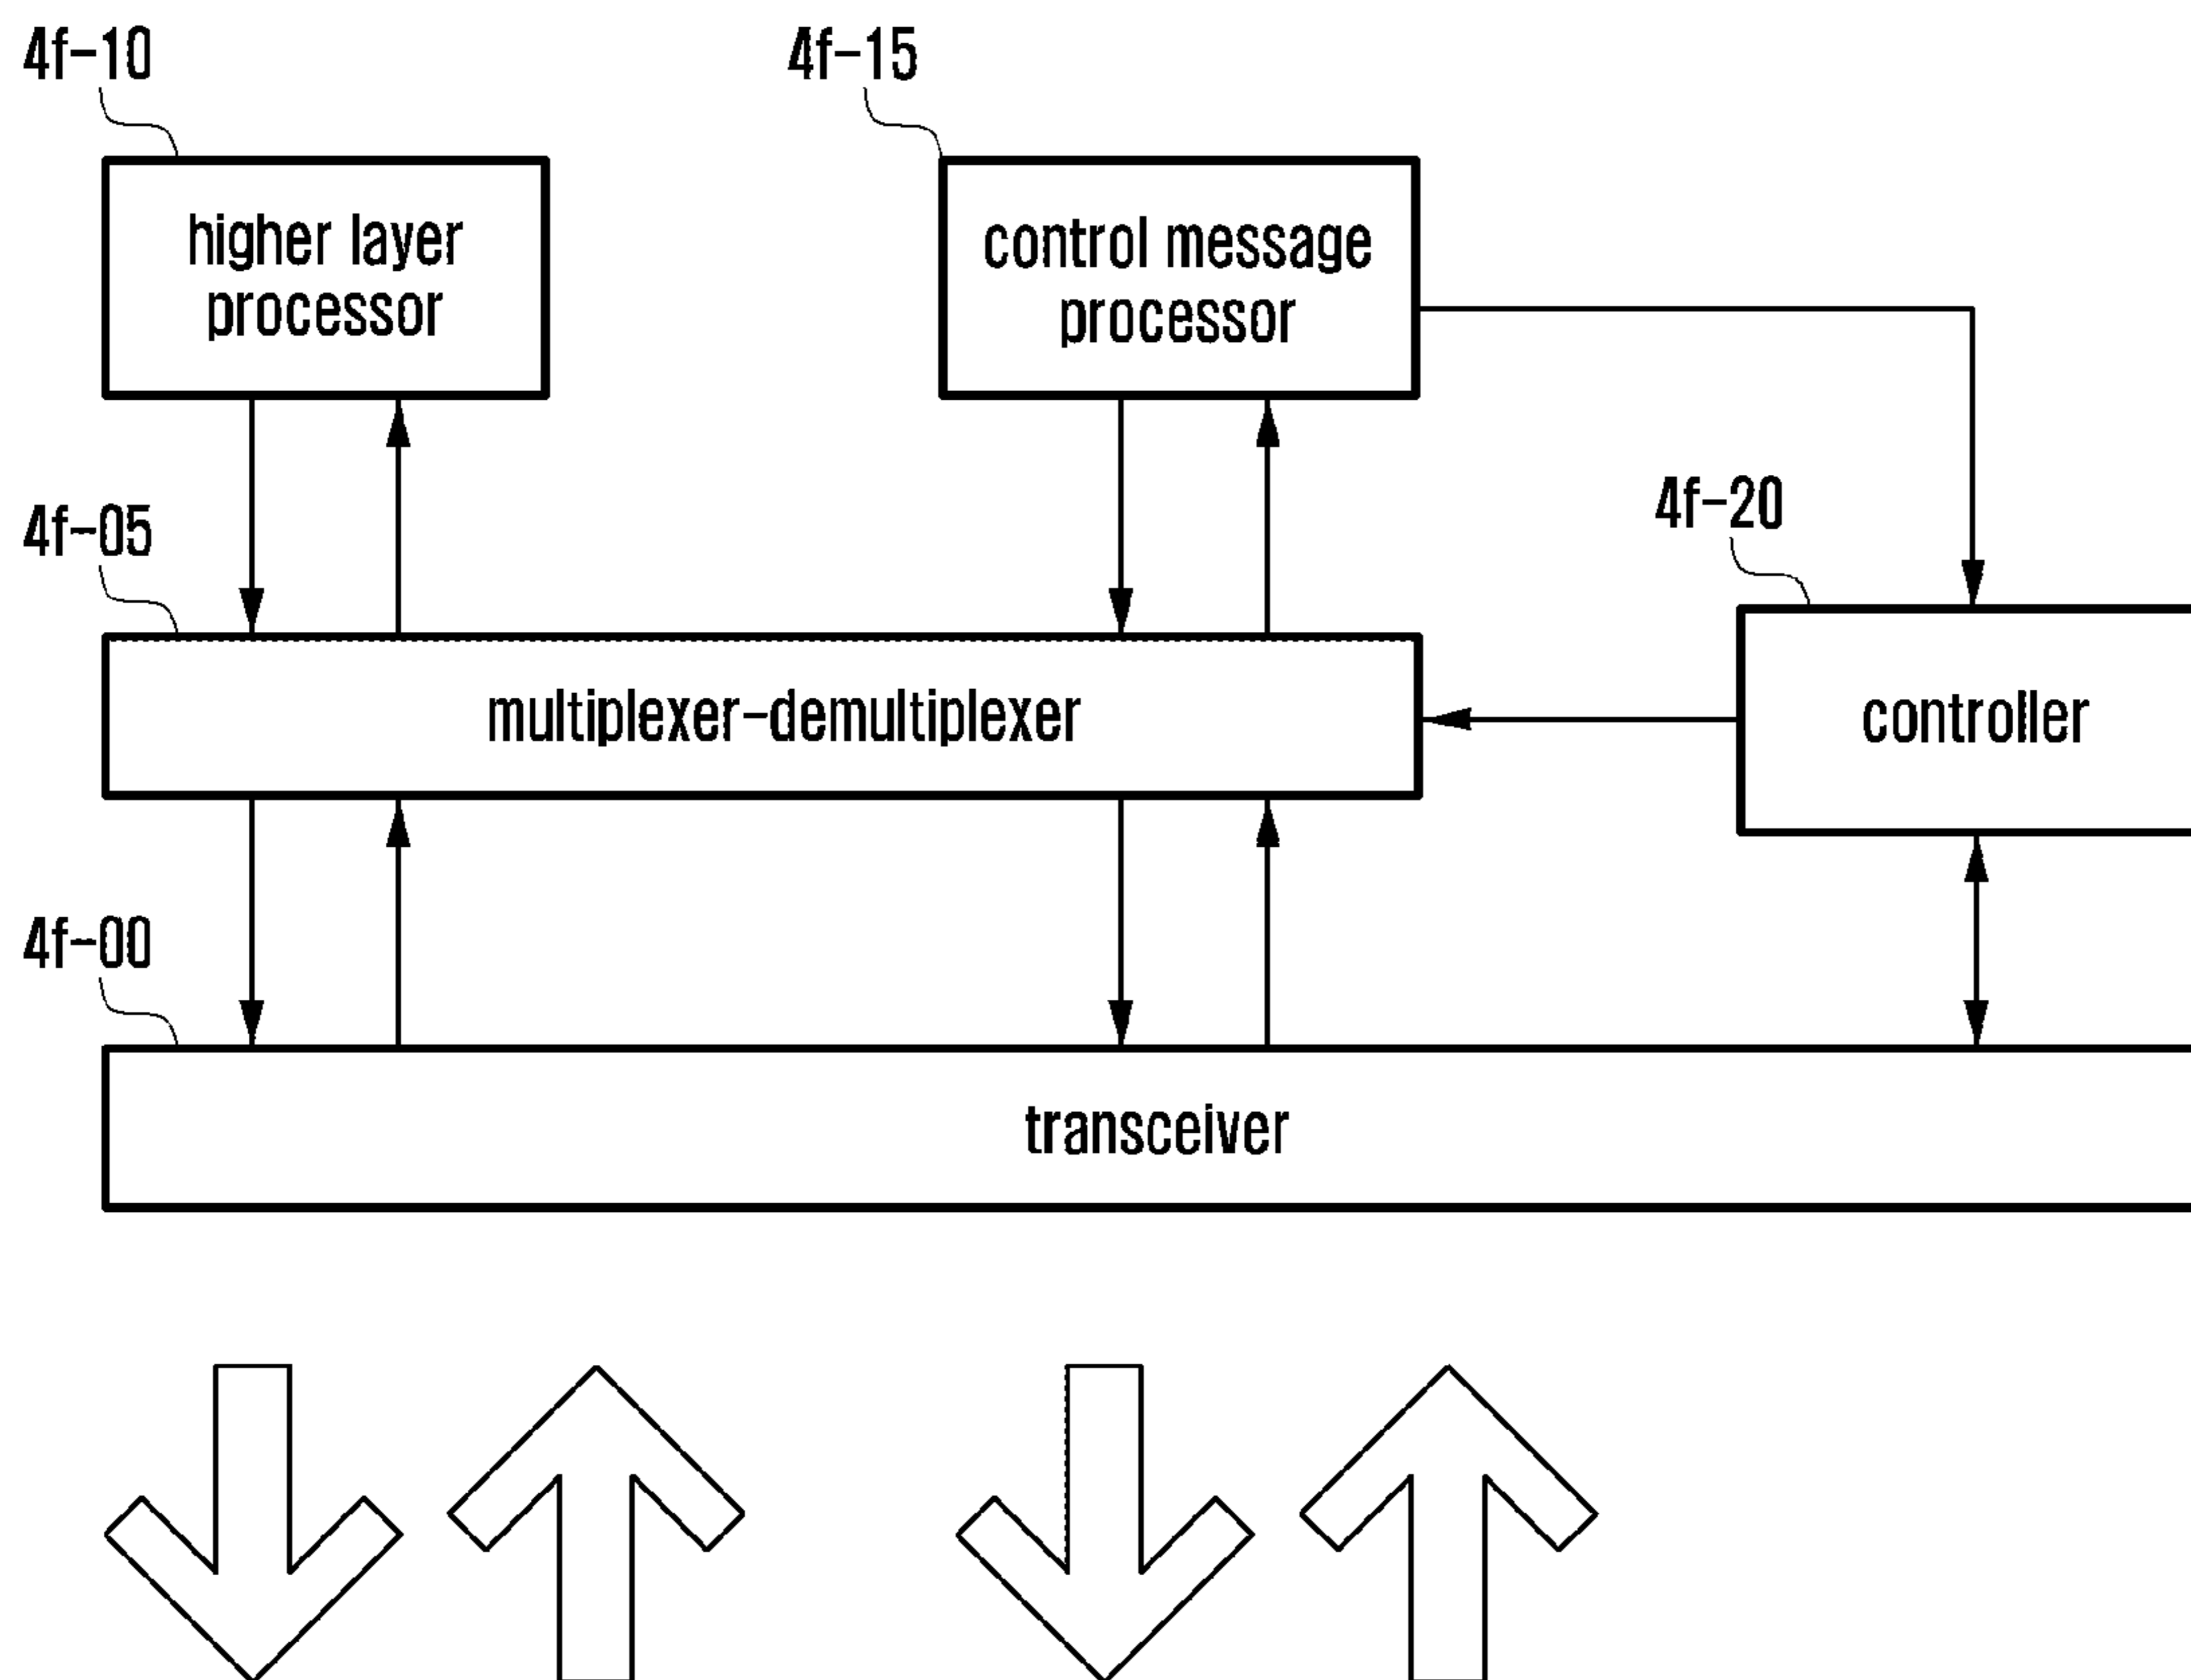 4f-10
4f-15
higher layer
processor
control message
processor
4f-05
4f-20
multiplexer-demultiplexer
controller
4f-00
transceiver